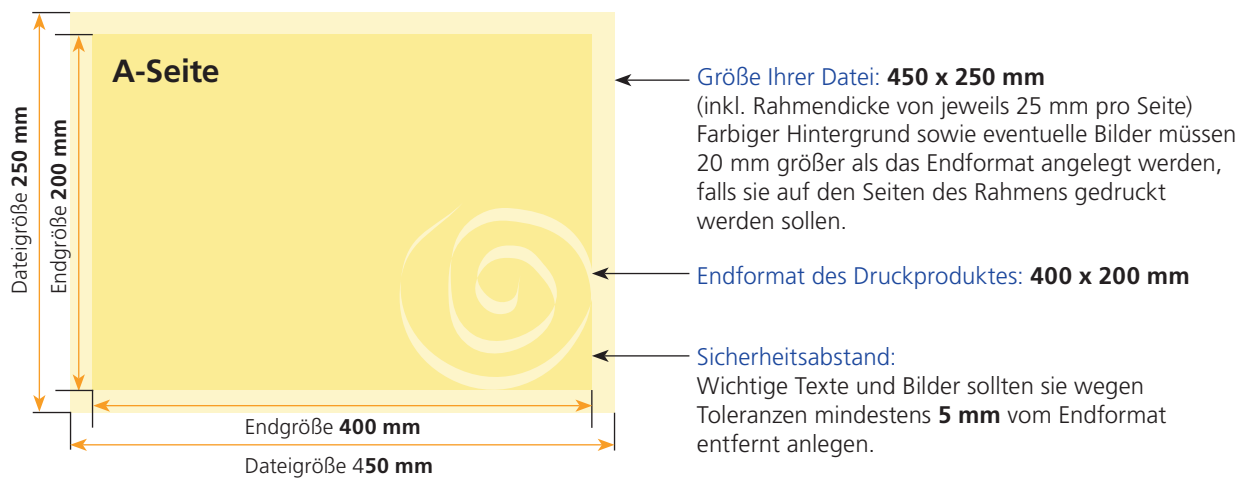 A-Seite
Dateigröße 250 mm
Endgröße 200 mm
Endgröße 400 mm
Dateigröße 450 mm
Größe Ihrer Datei: 450 x 250 mm
(inkl. Rahmendicke von jeweils 25 mm pro Seite)
Farbiger Hintergrund sowie eventuelle Bilder müssen
20 mm größer als das Endformat angelegt werden,
falls sie auf den Seiten des Rahmens gedruckt
werden sollen.
Endformat des Druckproduktes: 400 x 200 mm
Sicherheitsabstand:
Wichtige Texte und Bilder sollten sie wegen
Toleranzen mindestens 5 mm vom Endformat
entfernt anlegen.